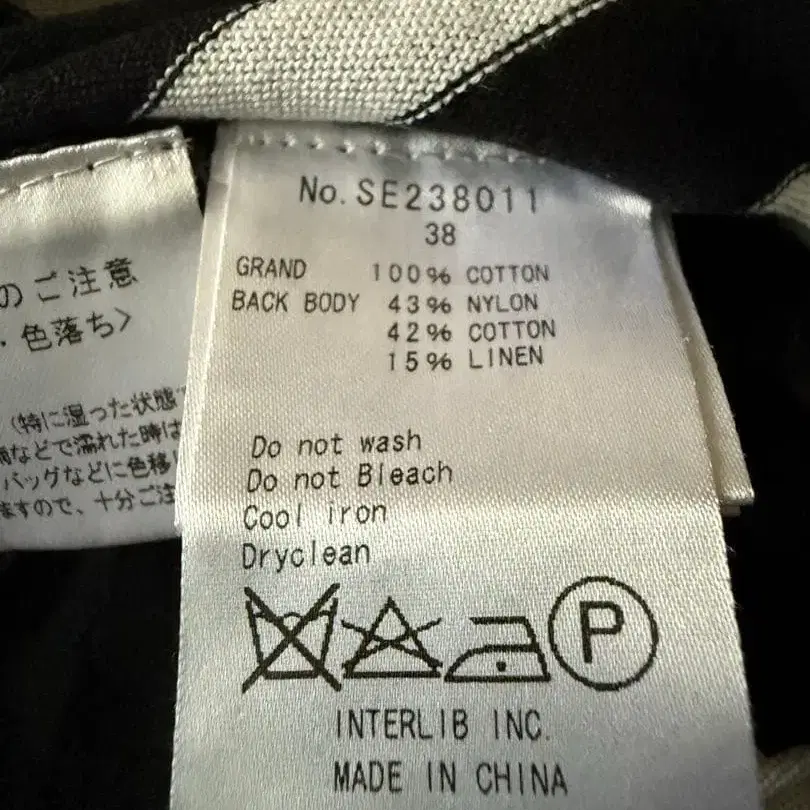 のご注意
・色落ち〉
(特に湿った状態で
などで濡れた時は
バッグなどに色移り
ますので、十分ご注
No. SE238011
38
GRAND 100% COTTON
BACK BODY 43% NYLON
42% COTTON
15% LINEN
Do not wash
Do not Bleach
Cool iron
Dryclean
P
INTERLIB INC.
MADE IN CHINA